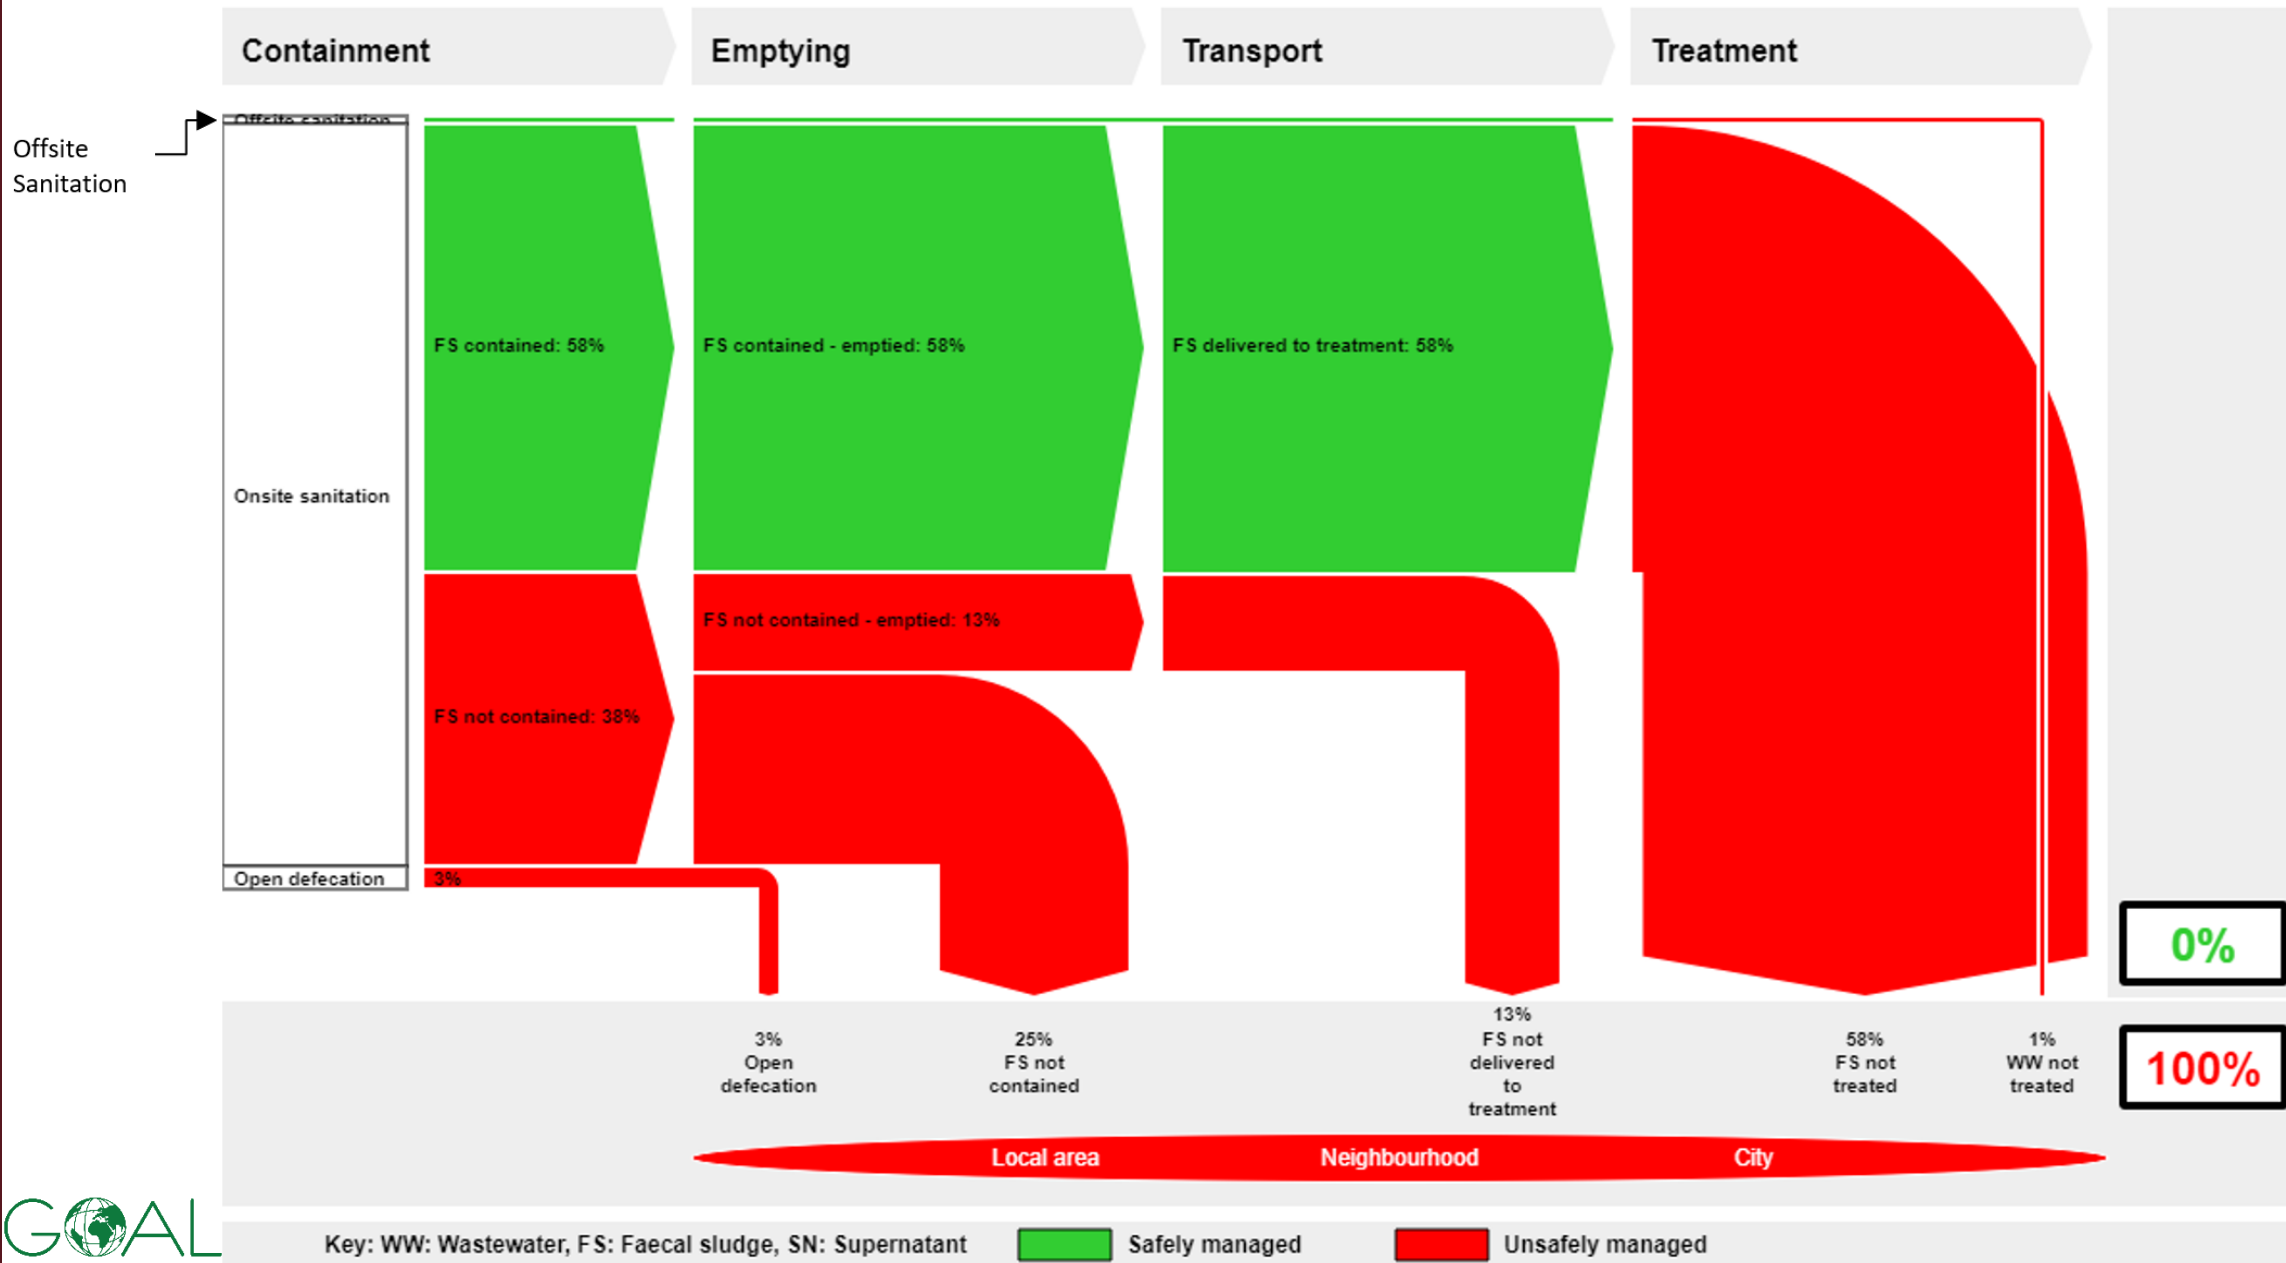 Containment
Emptying
Transport
Treatment
Offsite sanitation
Offsite
Sanitation
FS contained: 58%
FS contained - emptied: 58%
FS delivered to treatment: 58%
Onsite sanitation
FS not contained - emptied: 13%
FS not contained: 38%
Open defecation
3%
0%
3%
Open
defecation
25%
FS not
contained
13%
FS not
delivered
to
treatment
58%
FS not
treated
1%
WW not
treated
100%
Local area
Neighbourhood
City
GOAL
Key: WW: Wastewater, FS: Faecal sludge, SN: Supernatant
Safely managed
Unsafely managed